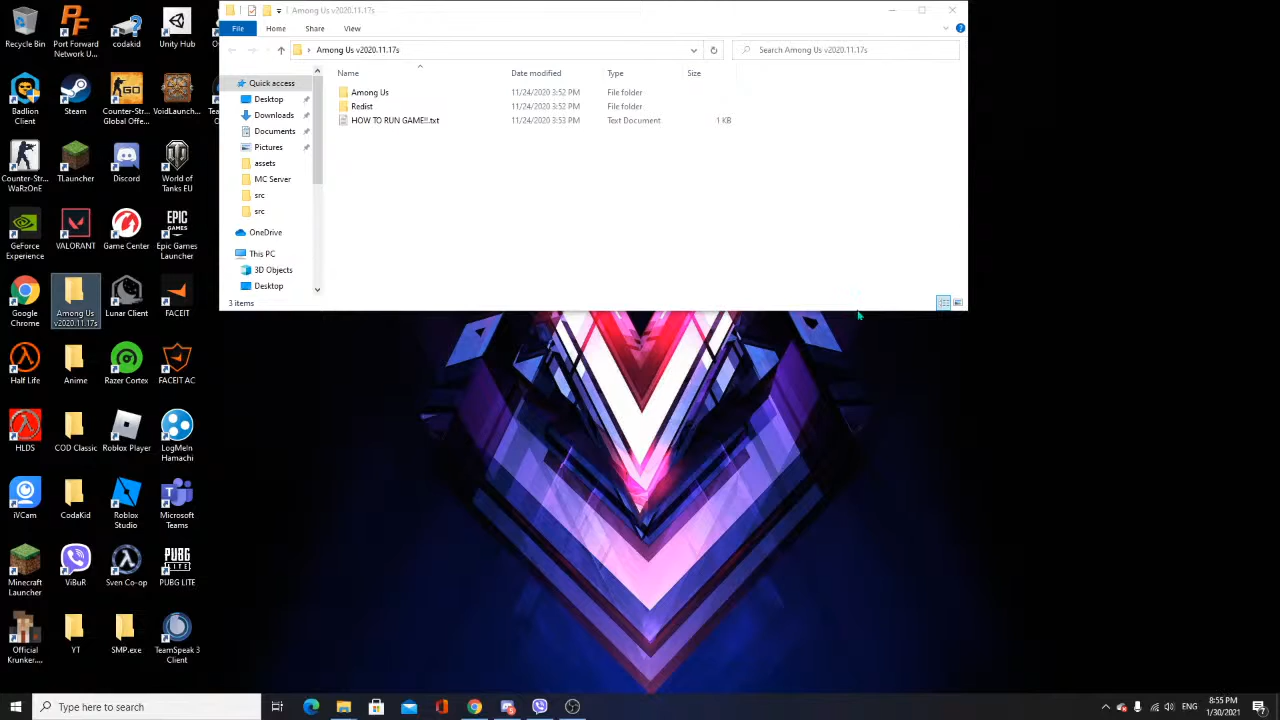 Among Us v2020.11.17s
File
Home
Share
View
Among Us v2020.11.17s
Search Among Us v2020.11.17s
Name
Date modified
Type
Size
Quick access
Desktop
Downloads
Documents
Pictures
assets
MC Server
src
src
OneDrive
This PC
3D Objects
Desktop
Among Us
11/24/2020 3:52 PM
File folder
Redist
11/24/2020 3:52 PM
File folder
HOW TO RUN GAME!!.txt
11/24/2020 3:53 PM
Text Document
1 KB
3 items
Recycle Bin
Port Forward
Network U...
codakid
Unity Hub
Badlion
Client
Steam
Counter-Str...
Global Offe...
VoidLaunch...
Counter-Str...
WaRzOnE
TLauncher
Discord
World of
Tanks EU
GeForce
Experience
VALORANT
Game Center
Epic Games
Launcher
Google
Chrome
Among Us
v2020.11.17s
Lunar Client
FACEIT
Half Life
Anime
Razer Cortex
FACEIT AC
HLDS
COD Classic
Roblox Player
LogMeIn
Hamachi
iVCam
CodaKid
Roblox
Studio
Microsoft
Teams
Minecraft
Launcher
ViBuR
Sven Co-op
PUBG LITE
Official
Krunker....
YT
SMP.exe
TeamSpeak 3
Client
Type here to search
ENG
8:55 PM
1/30/2021